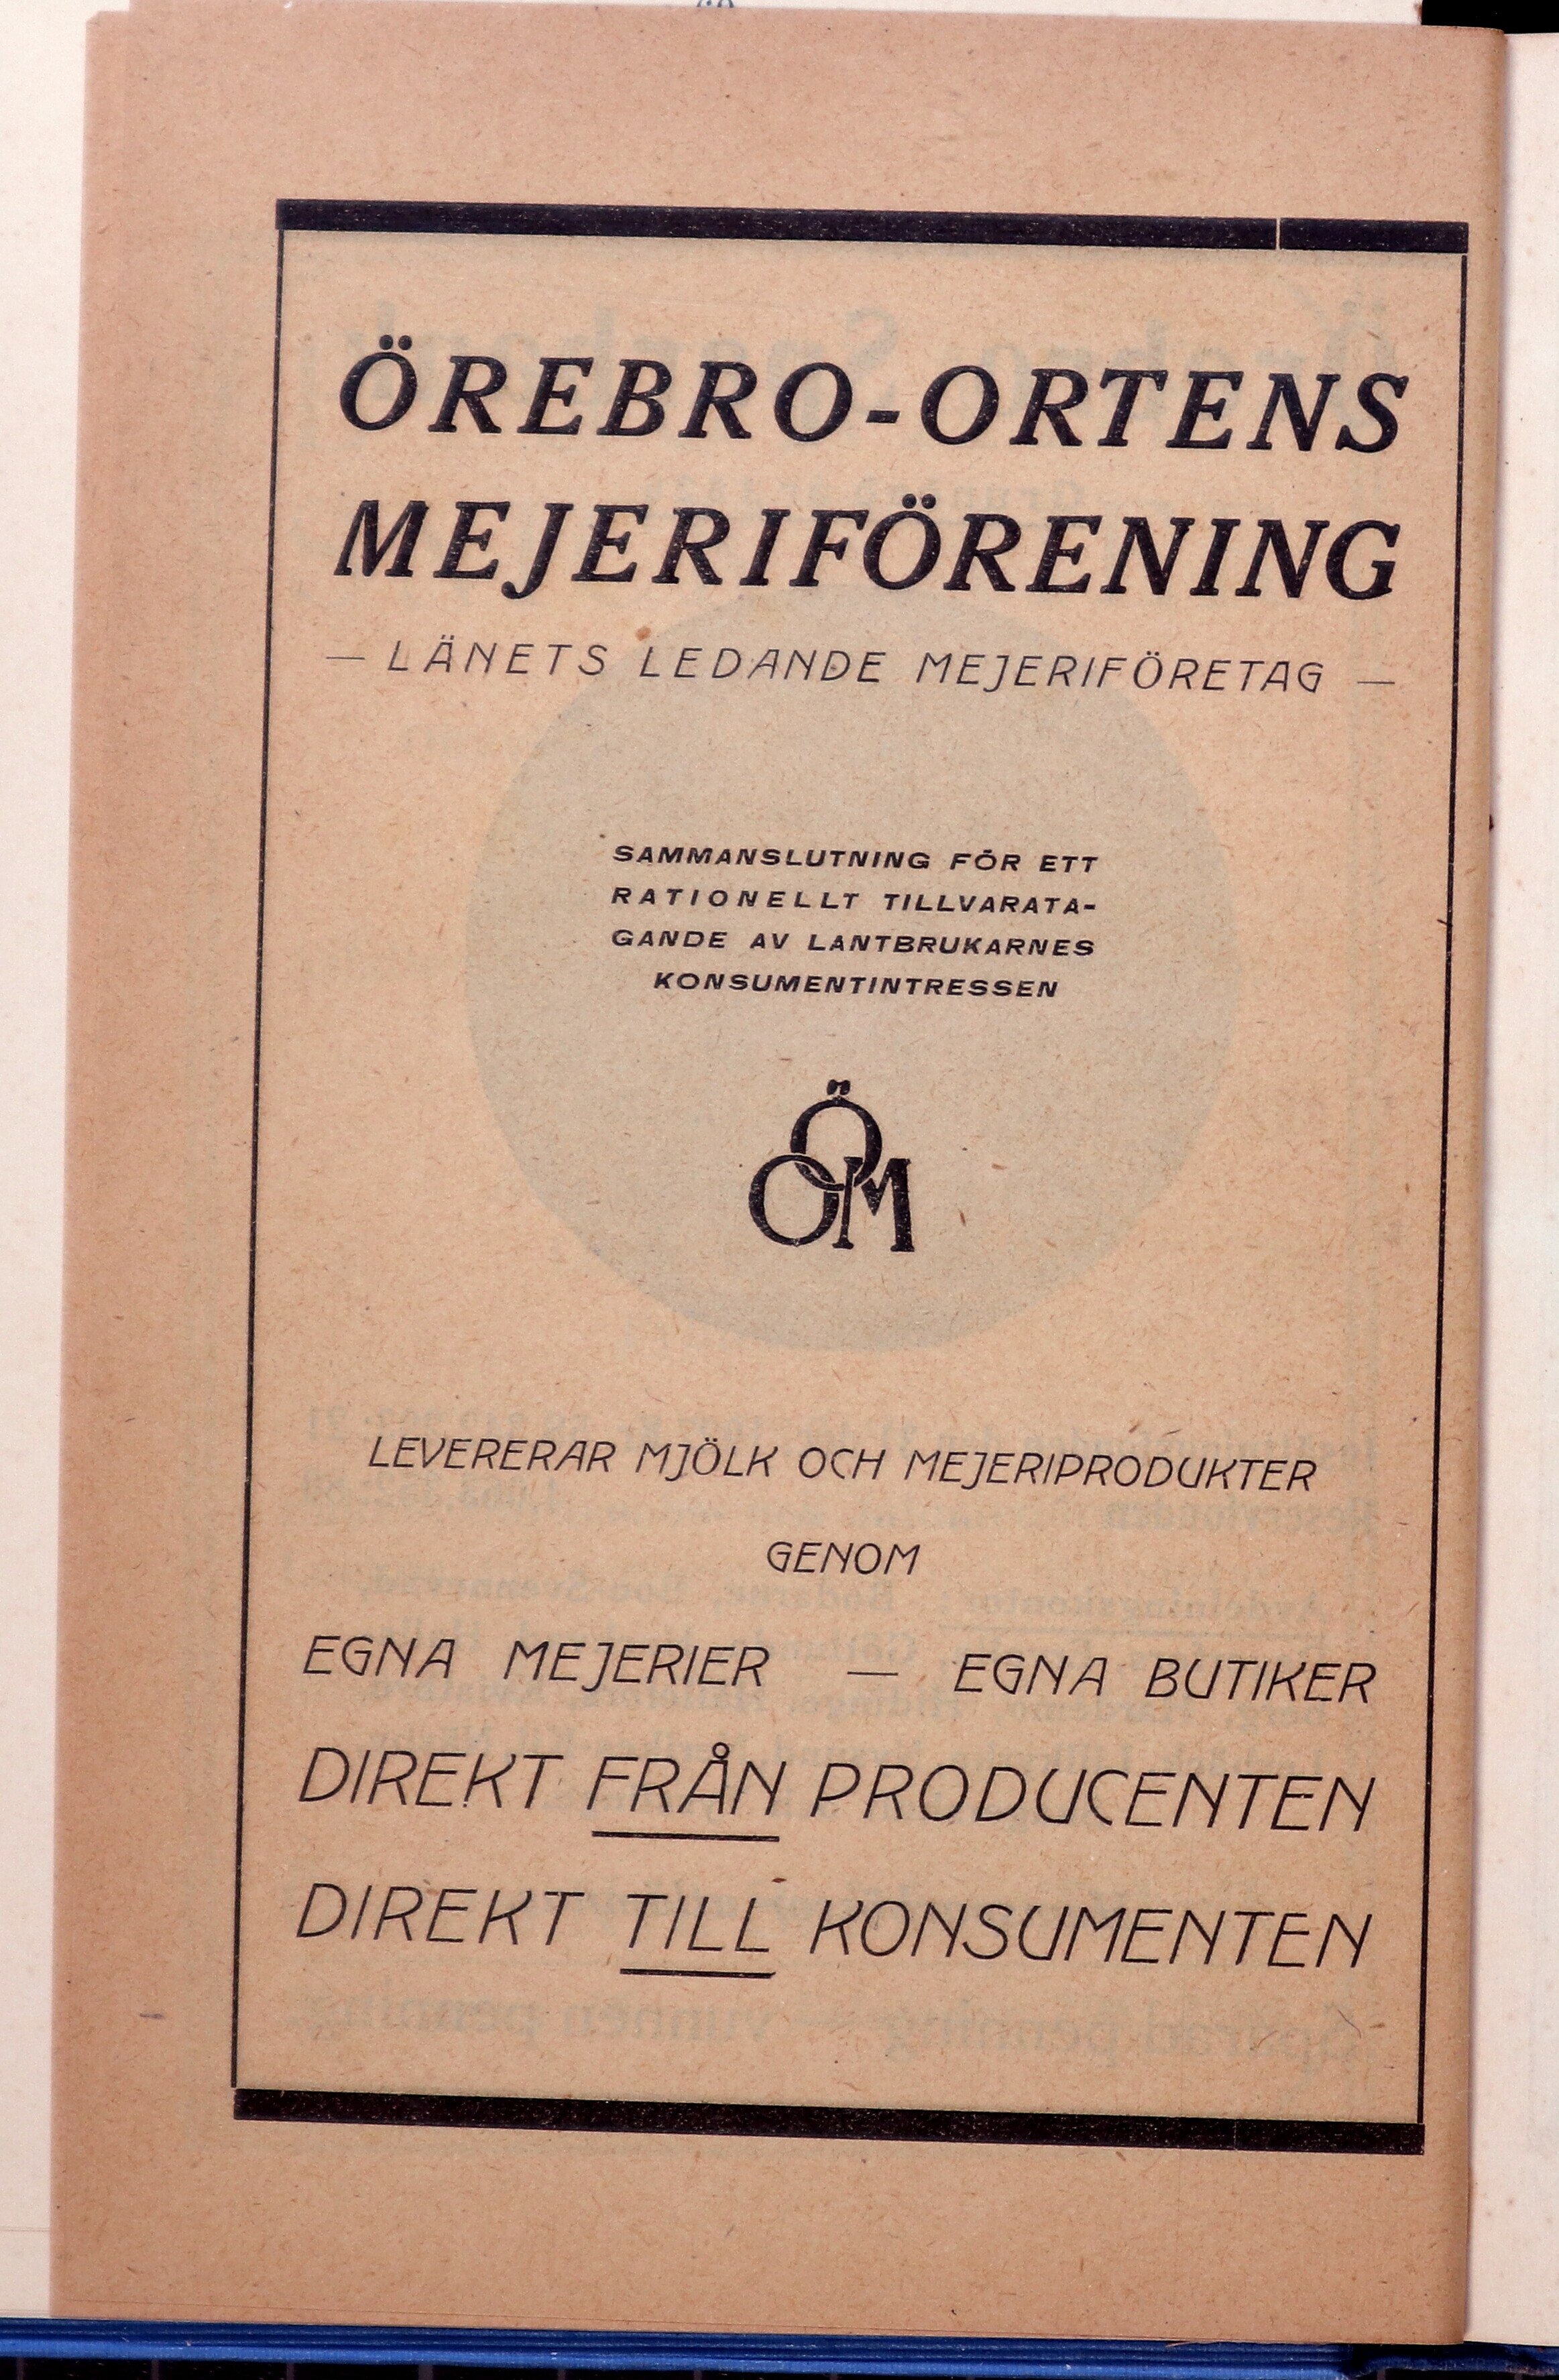 ÖREBRO-ORTENS
MEJERIFÖRENING
— LÄNETS LEDANDE MEJERIFÖRETAG —
SAMMANSLUTNING FÖR ETT
RATIONELLT TILLVARATA-
GANDE AV LANTBRUKARNES
KONSUMENTINTRESSEN
ÖOM
LEVERERAR MJÖLK OCH MEJERIPRODUKTER
GENOM
EGNA MEJERIER — EGNA BUTIKER
DIREKT FRÅN PRODUCENTEN
DIREKT TILL KONSUMENTEN